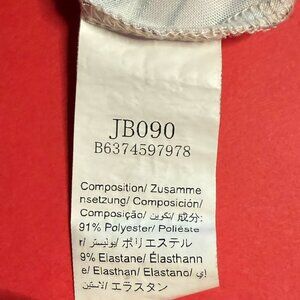 JB090
B6374597978
Composition/ Zusamme
nsetzung/ Composición/
Composição/ تكوين/ 成分:
91% Polyester/ Poliéste
r/ بوليستر/ ポリエステル
9% Elastane/ Élasthann
e/ Elasthan/ Elastano/ إي
لاستين/ エラスタン